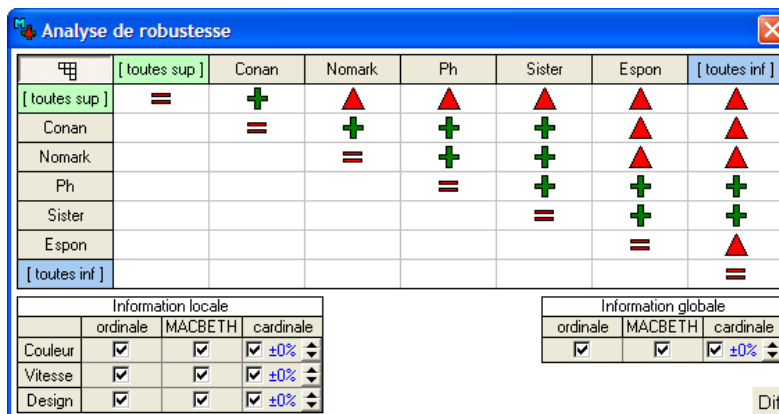 Analyse de robustesse
[ toutes sup ] Conan Nomark Ph Sister Espon [ toutes inf ]
[ toutes sup ]
Conan
Nomark
Ph
Sister
Espon
[ toutes inf ]
Information locale
ordinale MACBETH cardinale
Couleur ±0%
Vitesse ±0%
Design ±0%
Information globale
ordinale MACBETH cardinale
±0%